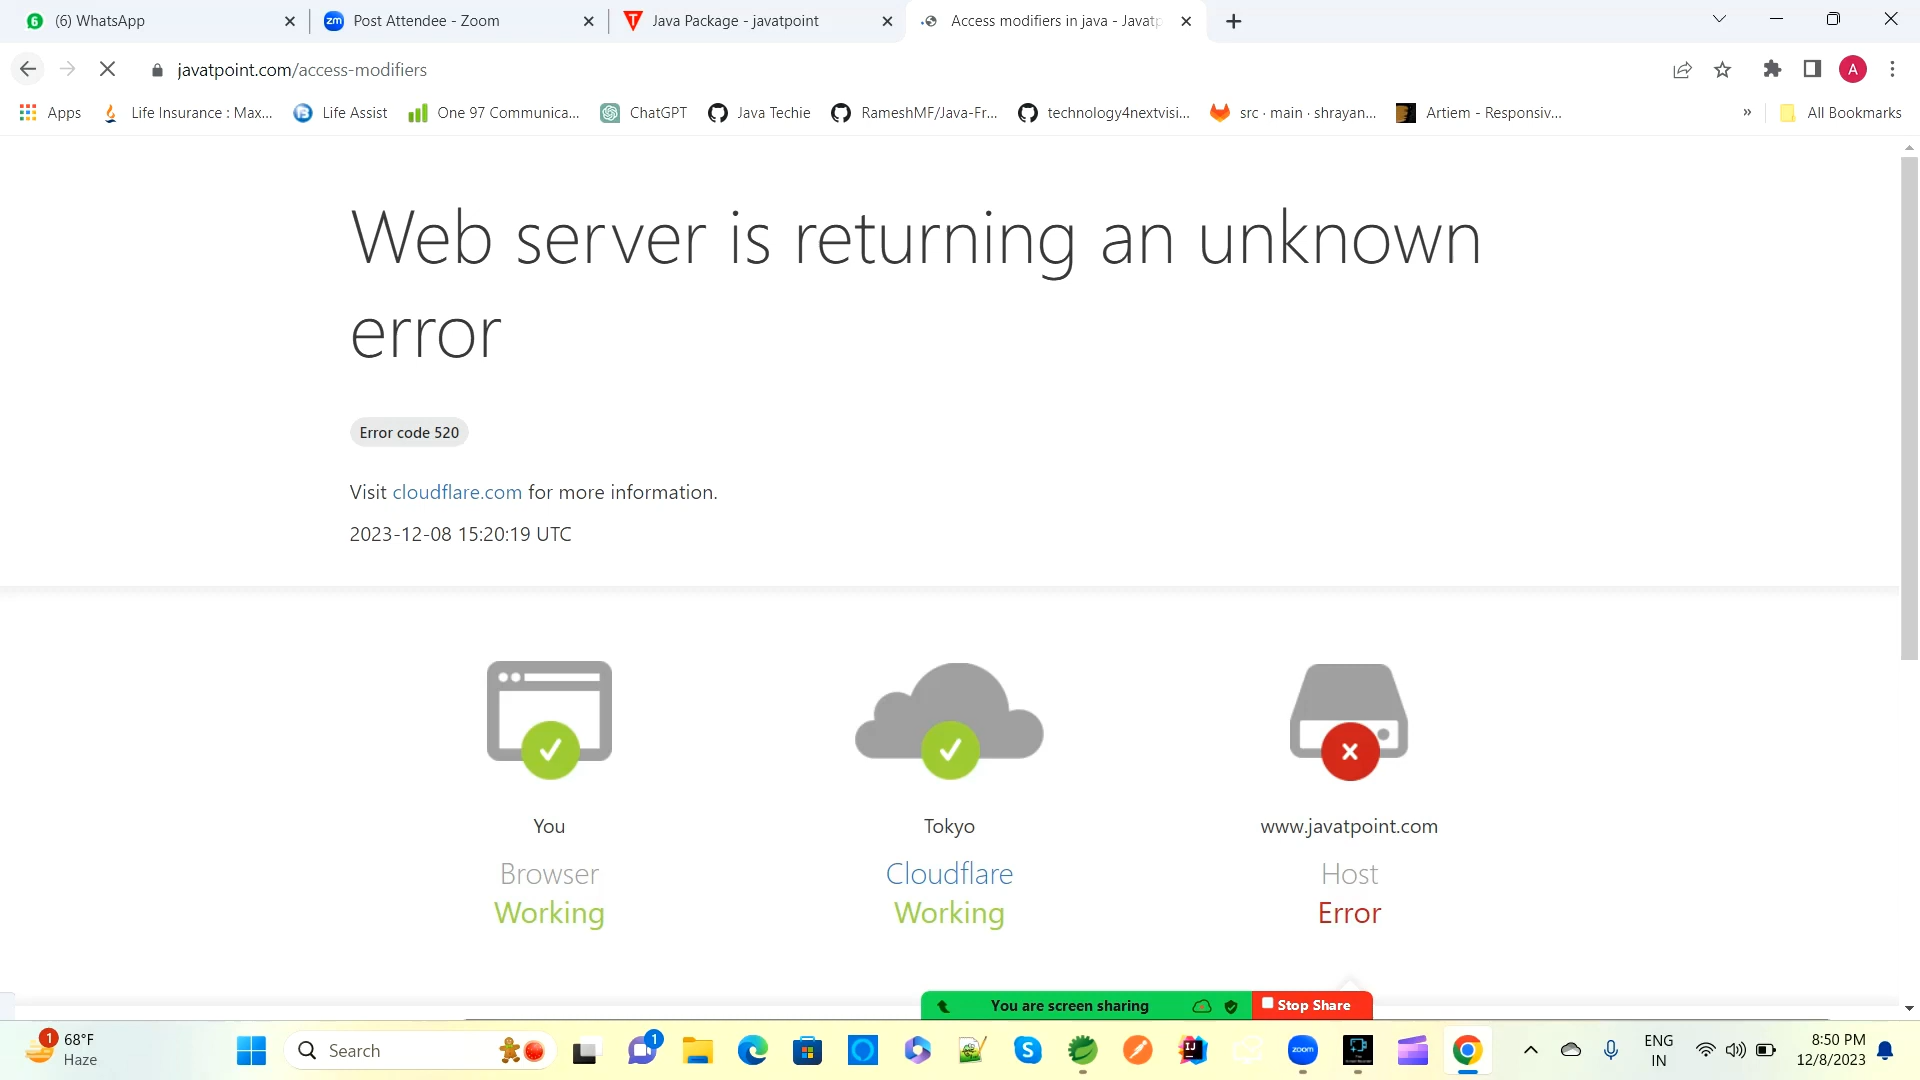 (6) WhatsApp
Post Attendee - Zoom
Java Package - javatpoint
Access modifiers in java - Javatp
javatpoint.com/access-modifiers
A
Apps
Life Insurance : Max...
Life Assist
One 97 Communica...
ChatGPT
Java Techie
RameshMF/Java-Fr...
technology4nextvisi...
src · main · shrayan...
Artiem - Responsiv...
»
All Bookmarks
Web server is returning an unknown
error
Error code 520
Visit cloudflare.com for more information.
2023-12-08 15:20:19 UTC
You
Browser
Working
Tokyo
Cloudflare
Working
www.javatpoint.com
Host
Error
You are screen sharing
Stop Share
1
68°F
Haze
Search
1
zoom
ENG
IN
8:50 PM
12/8/2023